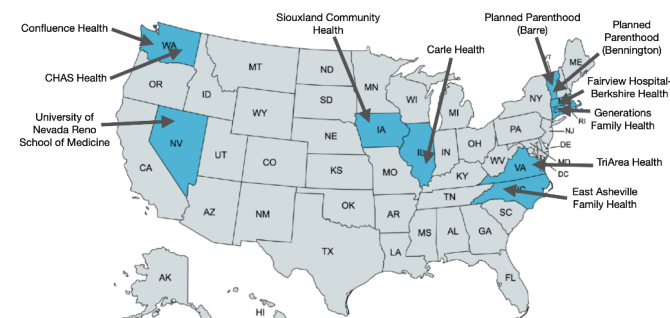 Confluence Health
CHAS Health
University of
Nevada Reno
School of Medicine
Siouxland Community
Health
Carle Health
Planned Parenthood
(Barre)
Planned
Parenthood
(Bennington)
Fairview Hospital-
Berkshire Health
Generations
Family Health
TriArea Health
East Asheville
Family Health
WA
MT
ND
MN
ME
OR
ID
SD
WI
MI
NY
WY
RI
NE
IA
PA
NJ
NV
UT
CO
IL
IN
OH
DE
MD
DC
WV
VA
CA
KS
MO
KY
AZ
NM
OK
AR
TN
SC
MS
AL
GA
TX
LA
FL
AK
HI